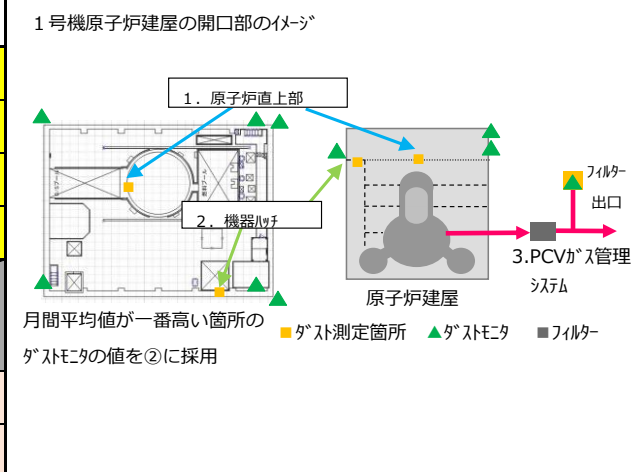 １号機原子炉建屋の開口部のｲﾒｰｼﾞ
１．原子炉直上部
燃料プール
２．機器ﾊｯﾁ
ﾌｨﾙﾀｰ
出口
3.PCVｶﾞｽ管理
ｼｽﾃﾑ
原子炉建屋
月間平均値が一番高い箇所の
ﾀﾞｽﾄﾓﾆﾀの値を②に採用
ﾀﾞｽﾄ測定箇所 ﾀﾞｽﾄﾓﾆﾀ ﾌｨﾙﾀｰ